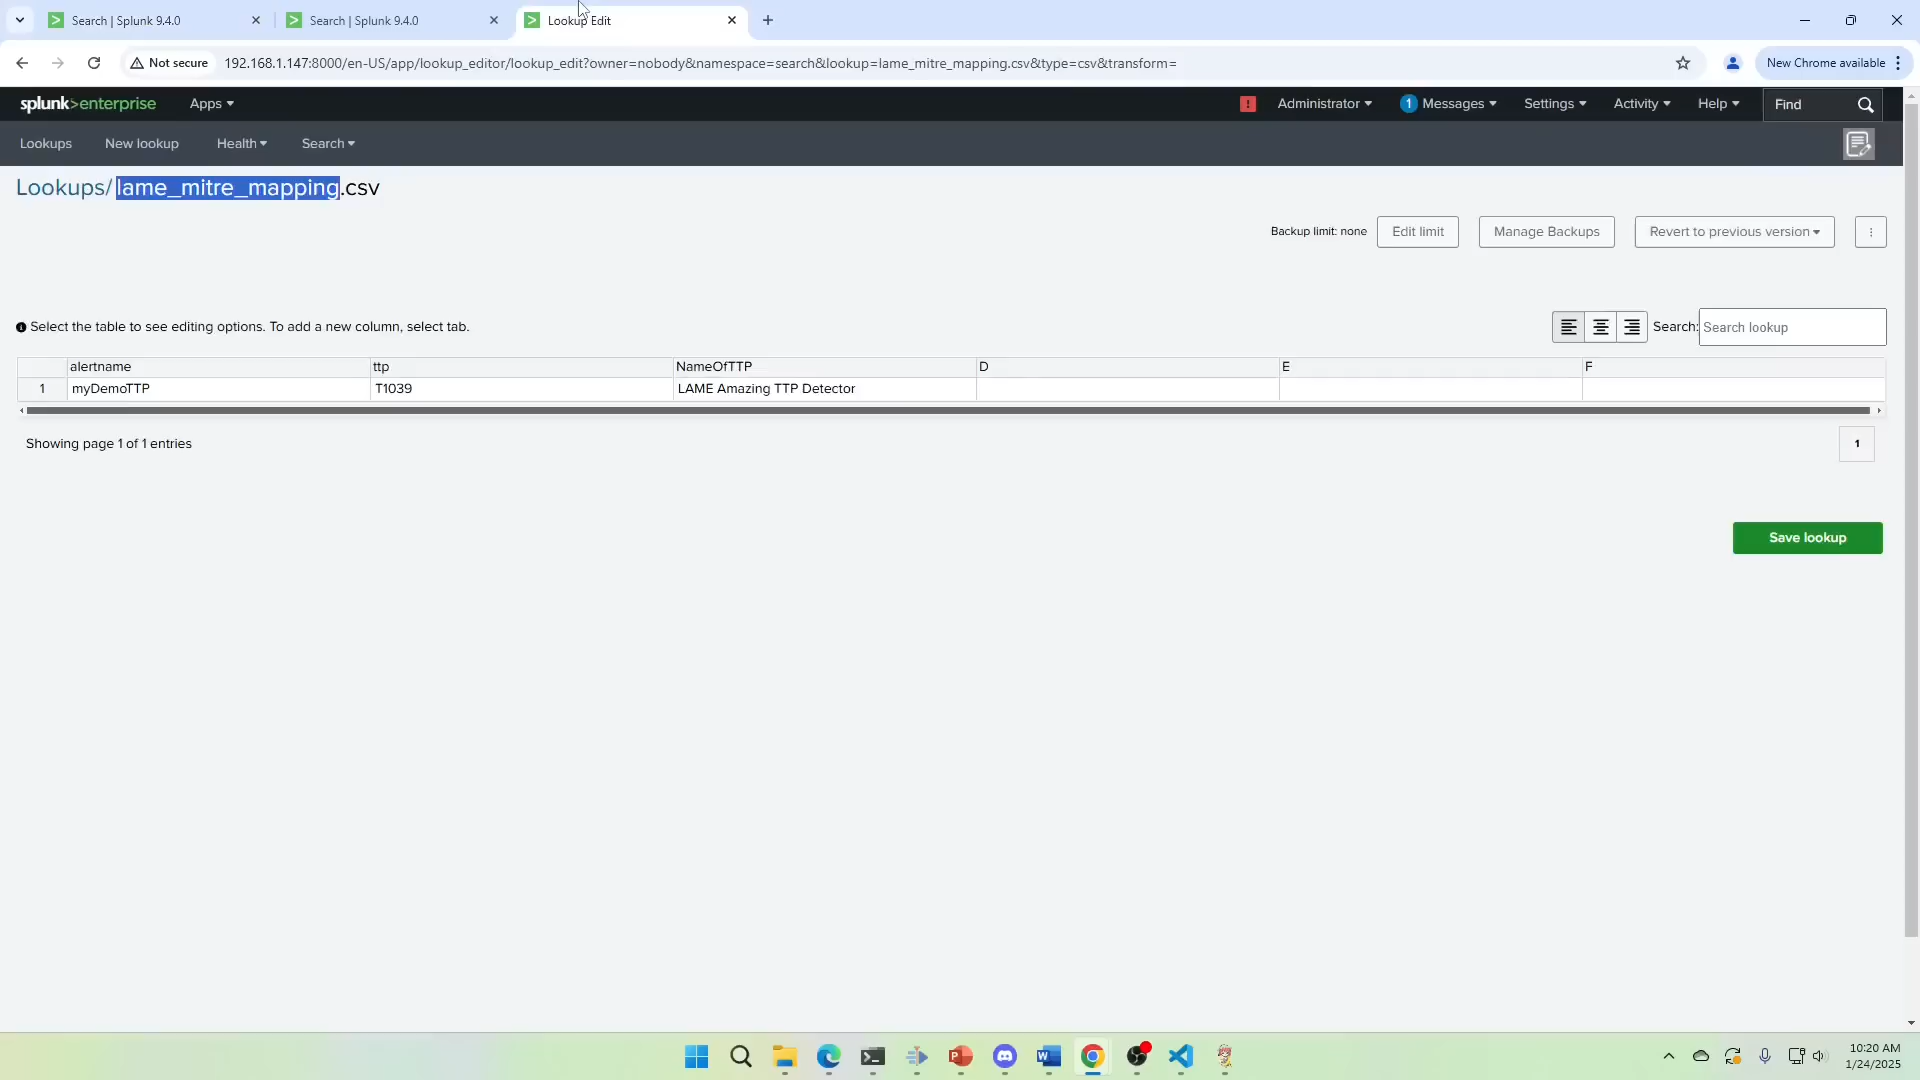 Search | Splunk 9.4.0
Search | Splunk 9.4.0
Lookup Edit
Not secure
192.168.1.147:8000/en-US/app/lookup_editor/lookup_edit?owner=nobody&namespace=search&lookup=lame_mitre_mapping.csv&type=csv&transform=
New Chrome available
splunk>enterprise
Apps
Administrator
1 Messages
Settings
Activity
Help
Find
Lookups
New lookup
Health
Search
Lookups/ lame_mitre_mapping.csv
Backup limit: none
Edit limit
Manage Backups
Revert to previous version
Select the table to see editing options. To add a new column, select tab.
Search:
Search lookup
alertname ttp NameOfTTP D E F
1 myDemoTTP T1039 LAME Amazing TTP Detector
Showing page 1 of 1 entries
1
Save lookup
10:20 AM
1/24/2025